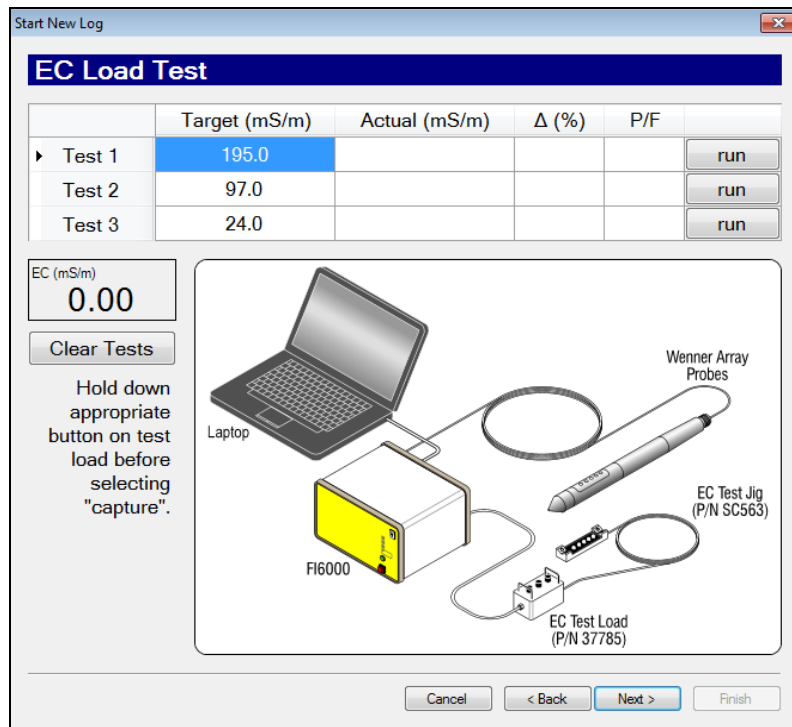 Start New Log
EC Load Test
Target (mS/m) Actual (mS/m) Δ (%) P/F
Test 1 195.0 run
Test 2 97.0 run
Test 3 24.0 run
EC (mS/m)
0.00
Clear Tests
Hold down
appropriate
button on test
load before
selecting
"capture".
Laptop
Wenner Array
Probes
EC Test Jig
(P/N SC563)
FI6000
EC Test Load
(P/N 37785)
Cancel < Back Next > Finish